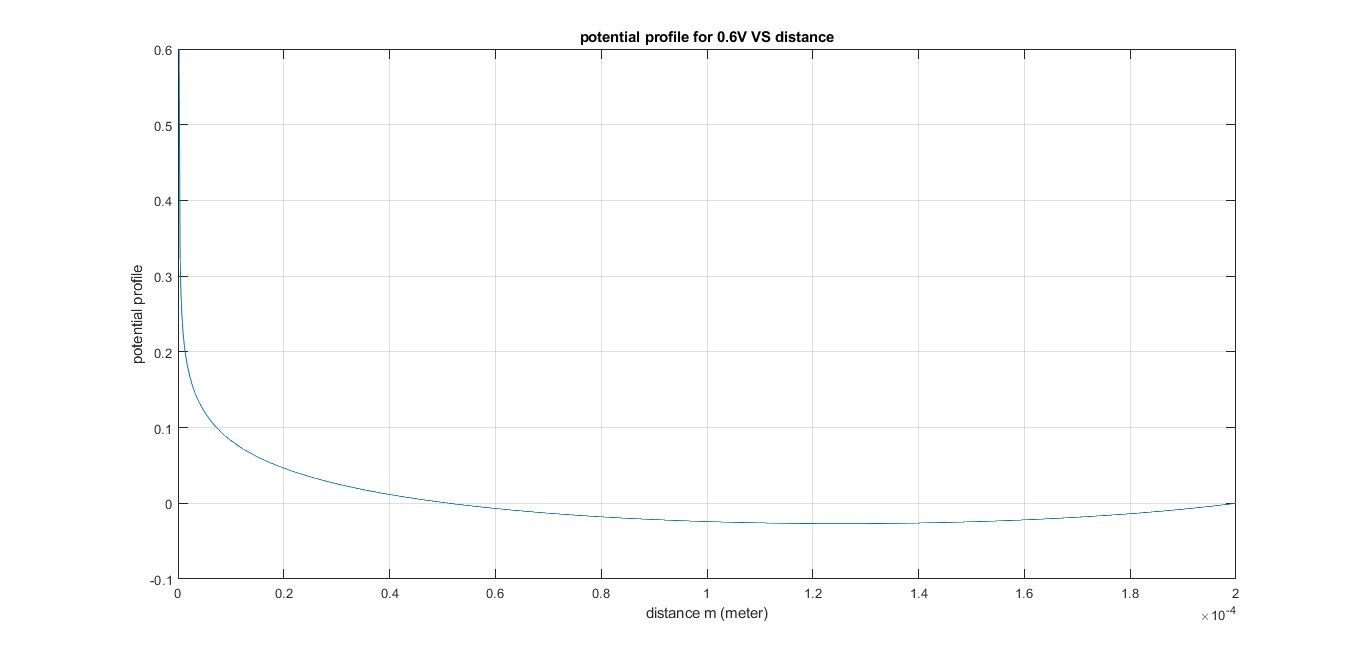 potential profile for 0.6V VS distance
0.6
0.5
0.4
0.3
0.2
0.1
0
-0.1
potential profile
0 0.2 0.4 0.6 0.8 1 1.2 1.4 1.6 1.8 2
distance m (meter)
×10⁻⁴